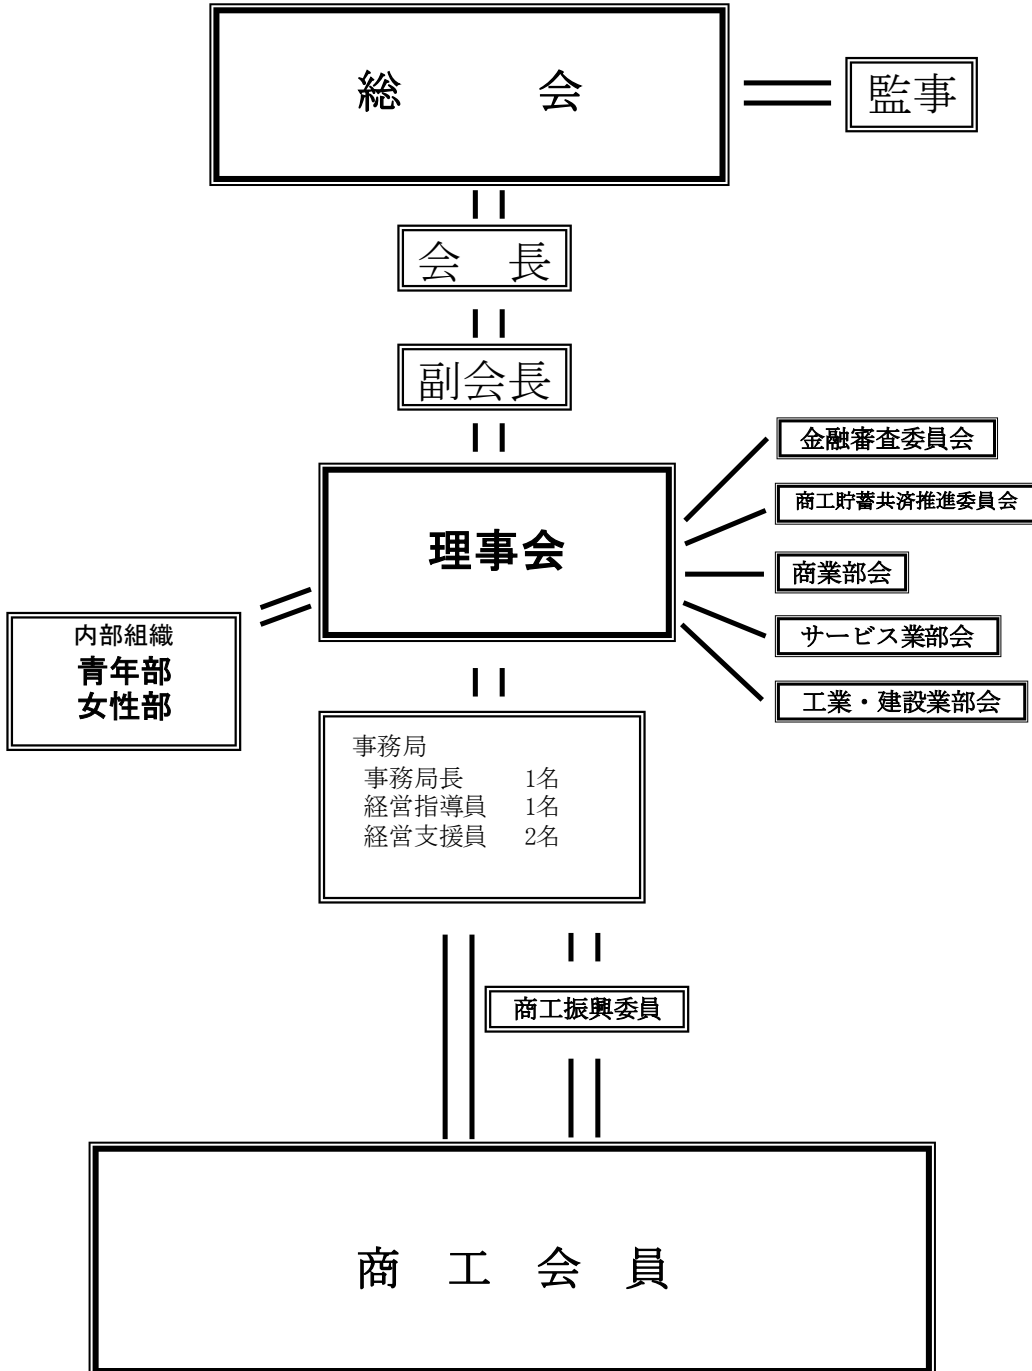 総　会
監事
会　長
副会長
理事会
金融審査委員会
商工貯蓄共済推進委員会
商業部会
サービス業部会
工業・建設業部会
内部組織
青年部
女性部
事務局
事務局長　1名
経営指導員　1名
経営支援員　2名
商工振興委員
商　工　会　員